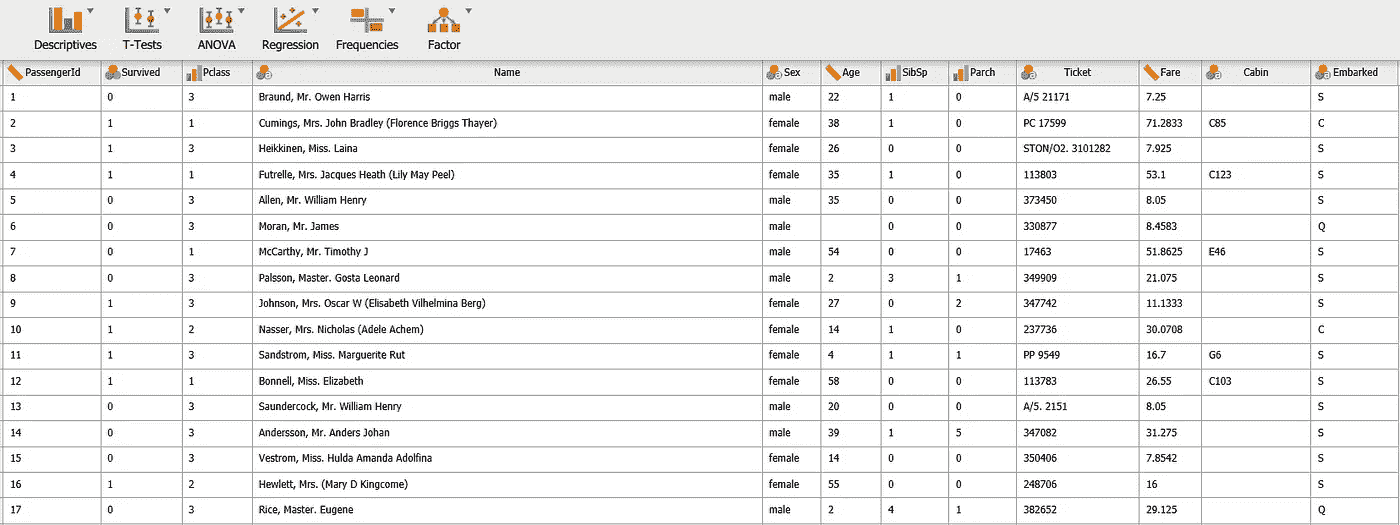 Descriptives T-Tests ANOVA Regression Frequencies Factor
PassengerId Survived Pclass Name Sex Age SibSp Parch Ticket Fare Cabin Embarked
1 0 3 Braund, Mr. Owen Harris male 22 1 0 A/5 21171 7.25 S
2 1 1 Cumings, Mrs. John Bradley (Florence Briggs Thayer) female 38 1 0 PC 17599 71.2833 C85 C
3 1 3 Heikkinen, Miss. Laina female 26 0 0 STON/O2. 3101282 7.925 S
4 1 1 Futrelle, Mrs. Jacques Heath (Lily May Peel) female 35 1 0 113803 53.1 C123 S
5 0 3 Allen, Mr. William Henry male 35 0 0 373450 8.05 S
6 0 3 Moran, Mr. James male 0 0 330877 8.4583 Q
7 0 1 McCarthy, Mr. Timothy J male 54 0 0 17463 51.8625 E46 S
8 0 3 Palsson, Master. Gosta Leonard male 2 3 1 349909 21.075 S
9 1 3 Johnson, Mrs. Oscar W (Elisabeth Vilhelmina Berg) female 27 0 2 347742 11.1333 S
10 1 2 Nasser, Mrs. Nicholas (Adele Achem) female 14 1 0 237736 30.0708 C
11 1 3 Sandstrom, Miss. Marguerite Rut female 4 1 1 PP 9549 16.7 G6 S
12 1 1 Bonnell, Miss. Elizabeth female 58 0 0 113783 26.55 C103 S
13 0 3 Saundercock, Mr. William Henry male 20 0 0 A/5. 2151 8.05 S
14 0 3 Andersson, Mr. Anders Johan male 39 1 5 347082 31.275 S
15 0 3 Vestrom, Miss. Hulda Amanda Adolfina female 14 0 0 350406 7.8542 S
16 1 2 Hewlett, Mrs. (Mary D Kingcome) female 55 0 0 248706 16 S
17 0 3 Rice, Master. Eugene male 2 4 1 382652 29.125 Q